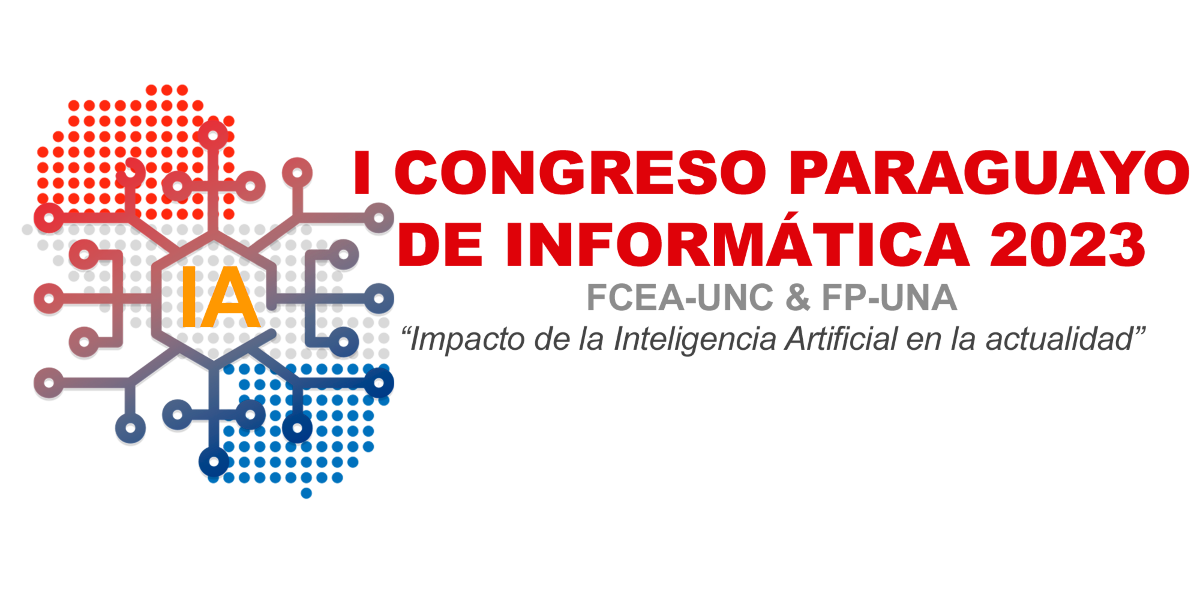 IA
I CONGRESO PARAGUAYO
DE INFORMÁTICA 2023
FCEA-UNC & FP-UNA
“Impacto de la Inteligencia Artificial en la actualidad”